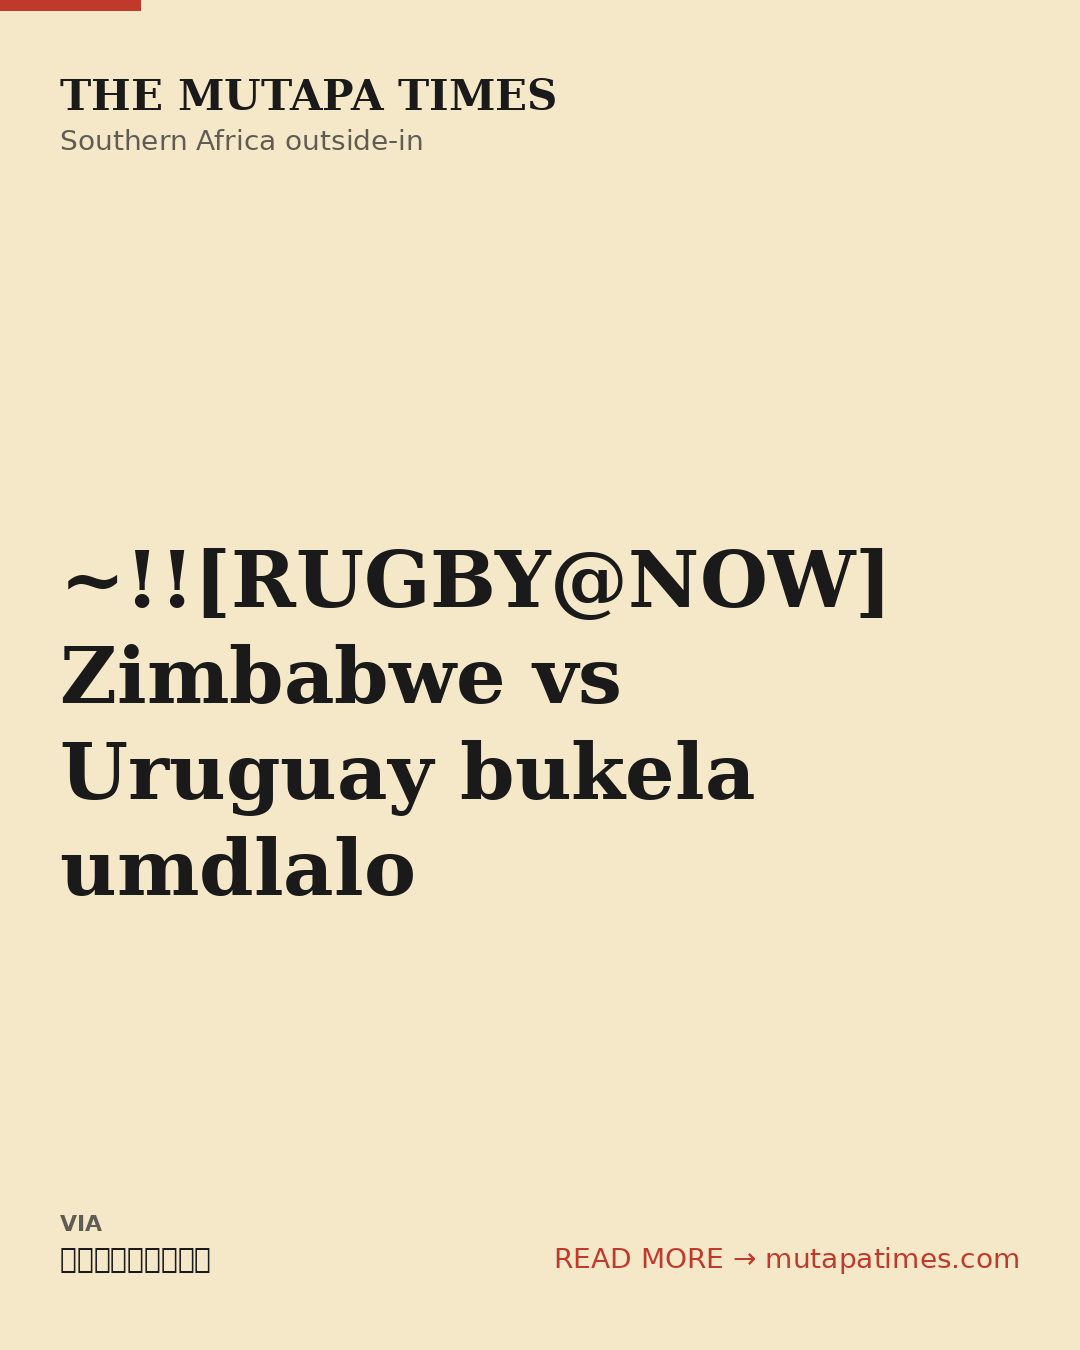 THE MUTAPA TIMES
Southern Africa outside-in
~!![RUGBY@NOW]
Zimbabwe vs
Uruguay bukela
umdlalo
VIA
READ MORE → mutapatimes.com